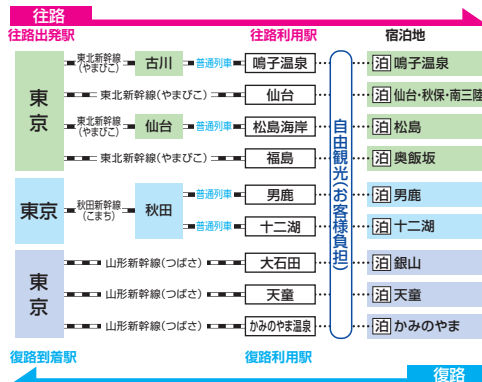 往路
往路出発駅 往路利用駅 宿泊地
東京
東北新幹線(やまびこ) 古川 普通列車 鳴子温泉 泊 鳴子温泉
東北新幹線(やまびこ) 仙台 泊 仙台・秋保・南三陸
東北新幹線(やまびこ) 仙台 普通列車 松島海岸 泊 松島
東北新幹線(やまびこ) 福島 泊 奥飯坂
自由観光(お客様負担)
東京 秋田新幹線(こまち) 秋田 普通列車 男鹿 泊 男鹿
普通列車 十二湖 泊 十二湖
東京
山形新幹線(つばさ) 大石田 泊 銀山
山形新幹線(つばさ) 天童 泊 天童
山形新幹線(つばさ) かみのやま温泉 泊 かみのやま
復路到着駅 復路利用駅
復路